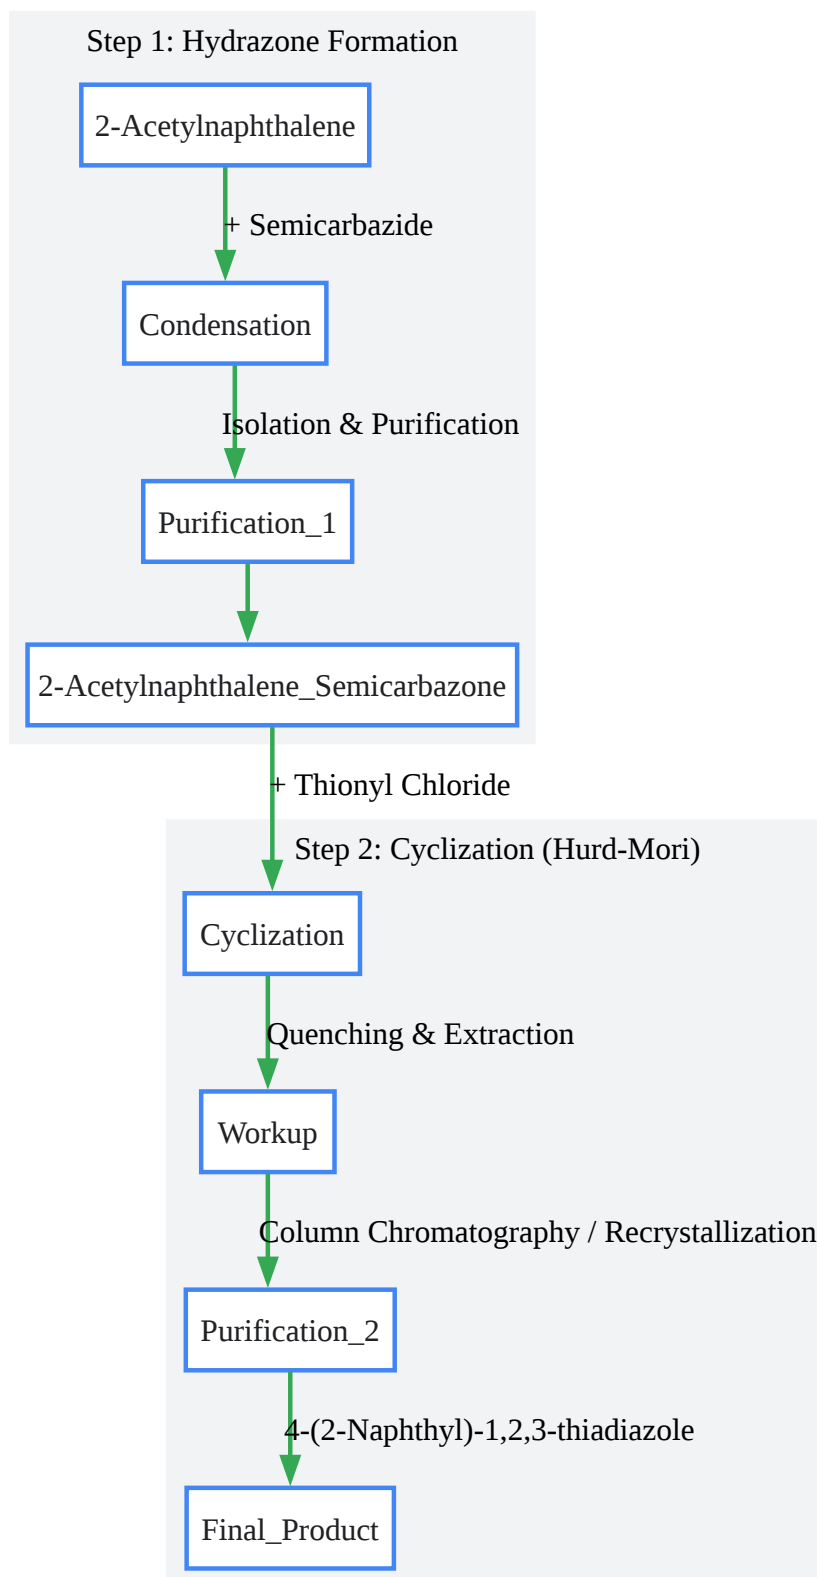 Step 1: Hydrazone Formation
2-Acetylnaphthalene
+ Semicarbazide
Condensation
Isolation & Purification
Purification_1
2-Acetylnaphthalene_Semicarbazone
+ Thionyl Chloride
Step 2: Cyclization (Hurd-Mori)
Cyclization
Quenching & Extraction
Workup
Column Chromatography / Recrystallization
Purification_2
4-(2-Naphthyl)-1,2,3-thiadiazole
Final_Product